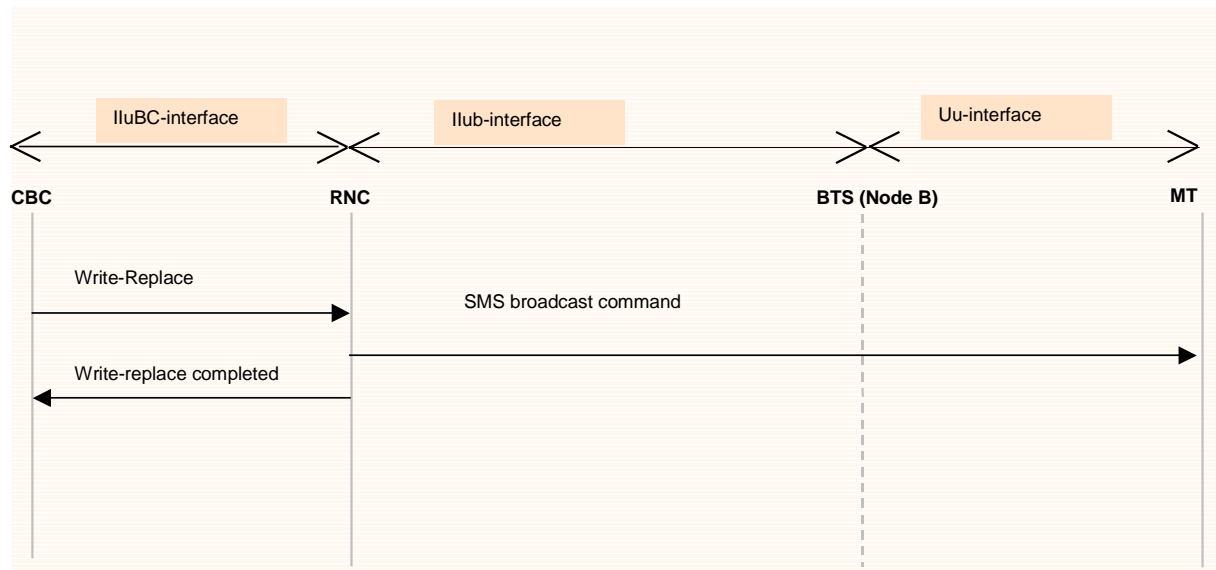 IIuBC-interface
IIub-interface
Uu-interface
CBC
RNC
BTS (Node B)
MT
Write-Replace
SMS broadcast command
Write-replace completed